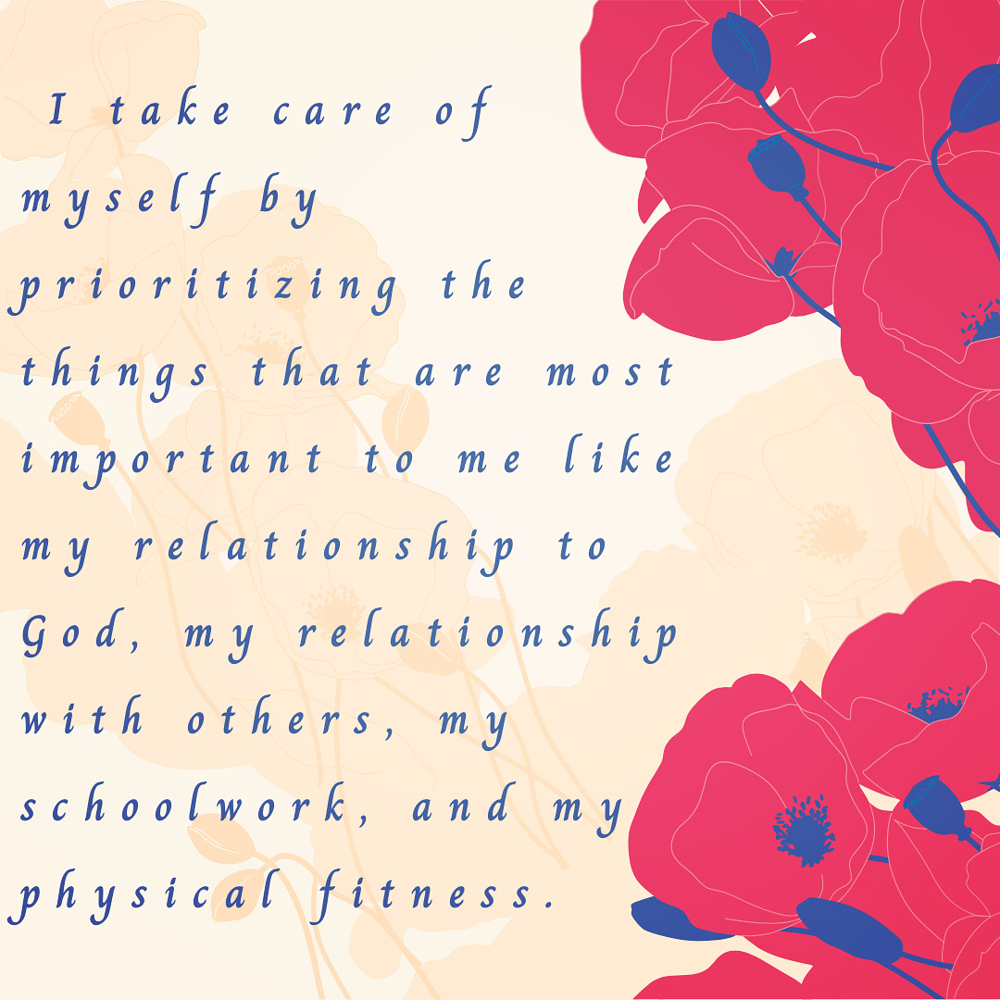 I take care of
myself by
prioritizing the
things that are most
important to me like
my relationship to
God, my relationship
with others, my
schoolwork, and my
physical fitness.